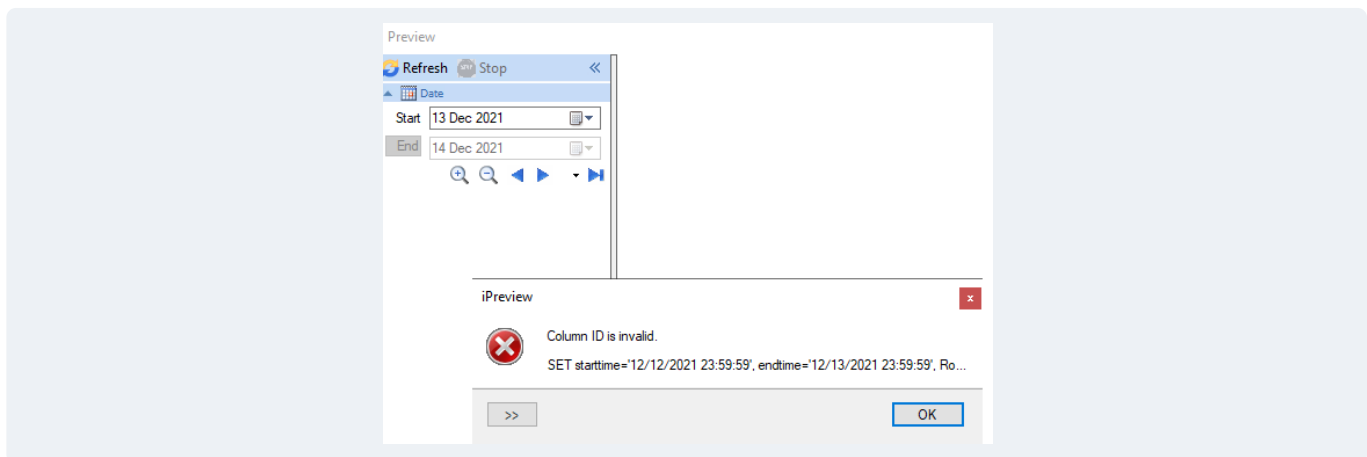 Preview
Refresh Stop «
Date
Start 13 Dec 2021
End 14 Dec 2021
iPreview x
Column ID is invalid.
SET starttime='12/12/2021 23:59:59', endtime='12/13/2021 23:59:59', Ro...
>> OK